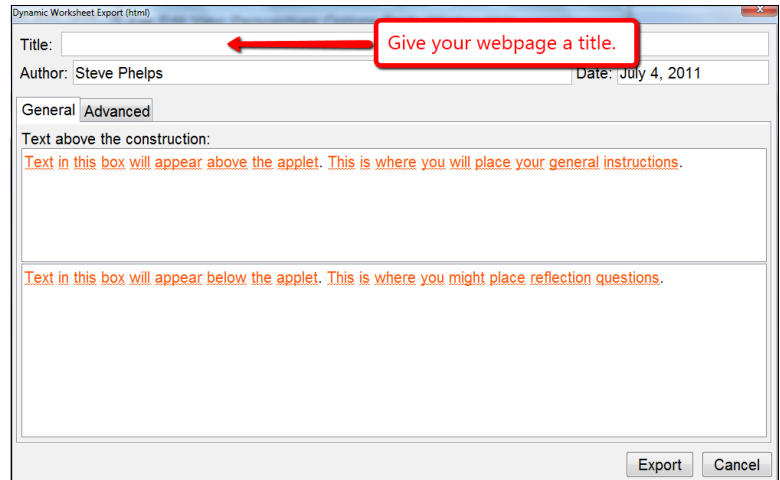 Dynamic Worksheet Export (html)
Title:
Give your webpage a title.
Author: Steve Phelps Date: July 4, 2011
General Advanced
Text above the construction:
Text in this box will appear above the applet. This is where you will place your general instructions.
Text in this box will appear below the applet. This is where you might place reflection questions.
Export Cancel